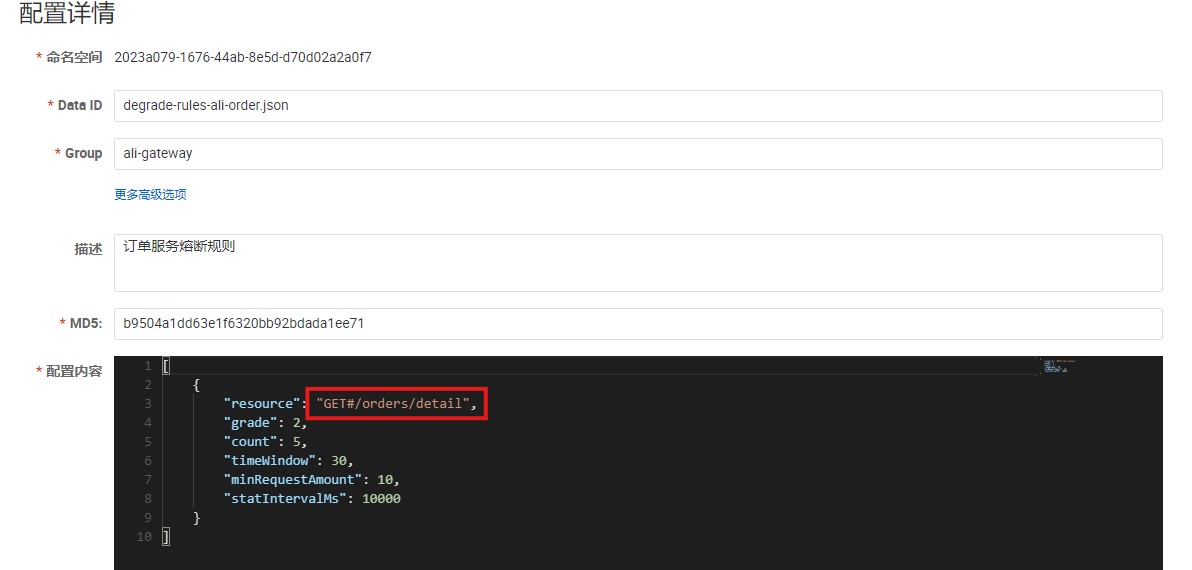 配置详情
* 命名空间 2023a079-1676-44ab-8e5d-d70d02a2a0f7
* Data ID degrade-rules-ali-order.json
* Group ali-gateway
更多高级选项
描述 订单服务熔断规则
* MD5: b9504a1dd63e1f6320bb92bdada1ee71
* 配置内容
1 [
2 {
3 "resource": "GET#/orders/detail",
4 "grade": 2,
5 "count": 5,
6 "timeWindow": 30,
7 "minRequestAmount": 10,
8 "statIntervalMs": 10000
9 }
10 ]